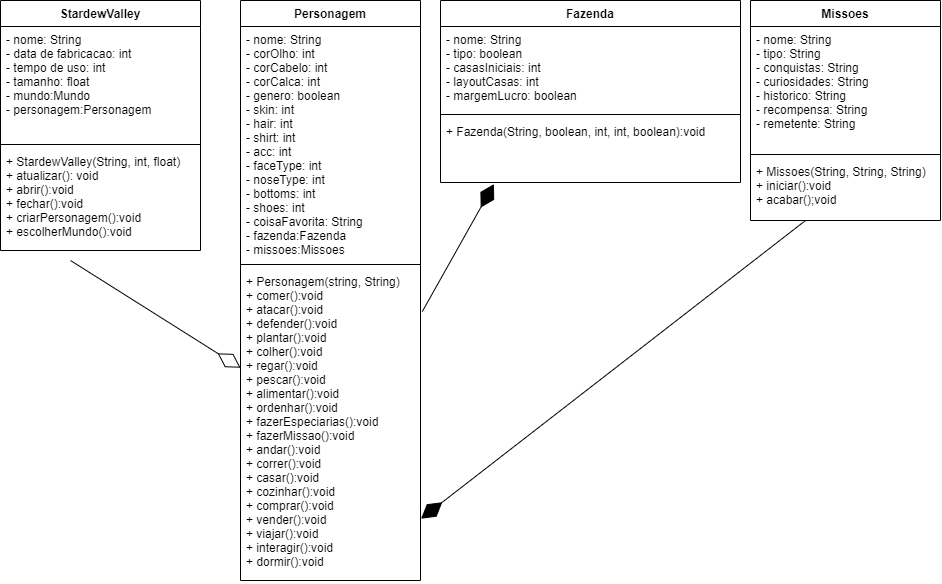 StardewValley
- nome: String
- data de fabricacao: int
- tempo de uso: int
- tamanho: float
- mundo:Mundo
- personagem:Personagem
+ StardewValley(String, int, float)
+ atualizar(): void
+ abrir():void
+ fechar():void
+ criarPersonagem():void
+ escolherMundo():void
Personagem
- nome: String
- corOlho: int
- corCabelo: int
- corCalca: int
- genero: boolean
- skin: int
- hair: int
- shirt: int
- acc: int
- faceType: int
- noseType: int
- bottoms: int
- shoes: int
- coisaFavorita: String
- fazenda:Fazenda
- missoes:Missoes
+ Personagem(string, String)
+ comer():void
+ atacar():void
+ defender():void
+ plantar():void
+ colher():void
+ regar():void
+ pescar():void
+ alimentar():void
+ ordenhar():void
+ fazerEspeciarias():void
+ fazerMissao():void
+ andar():void
+ correr():void
+ casar():void
+ cozinhar():void
+ comprar():void
+ vender():void
+ viajar():void
+ interagir():void
+ dormir():void
Fazenda
- nome: String
- tipo: boolean
- casasIniciais: int
- layoutCasas: int
- margemLucro: boolean
+ Fazenda(String, boolean, int, int, boolean):void
Missoes
- nome: String
- tipo: String
- conquistas: String
- curiosidades: String
- historico: String
- recompensa: String
- remetente: String
+ Missoes(String, String, String)
+ iniciar():void
+ acabar();void